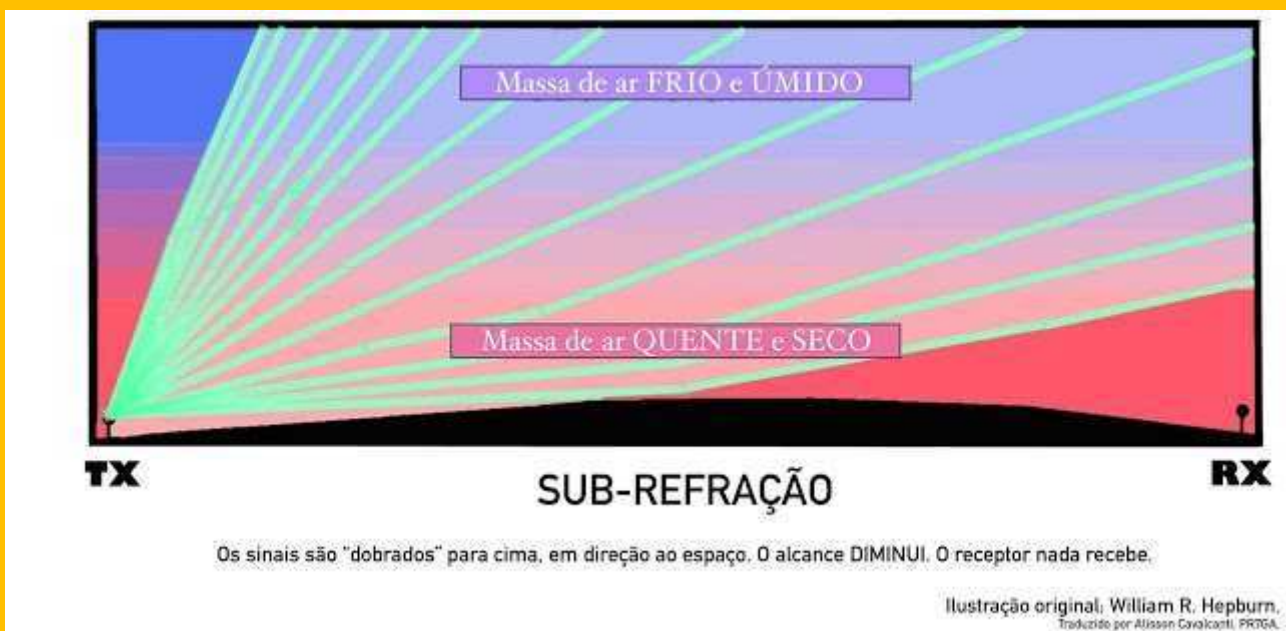 Massa de ar FRIO e ÚMIDO
Massa de ar QUENTE e SECO
TX
RX
SUB-REFRAÇÃO
Os sinais são "dobrados" para cima, em direção ao espaço. O alcance DIMINUI. O receptor nada recebe.
Ilustração original: William R. Hepburn.
Traduzido por Alisson Cavalcanti, PR7GA.